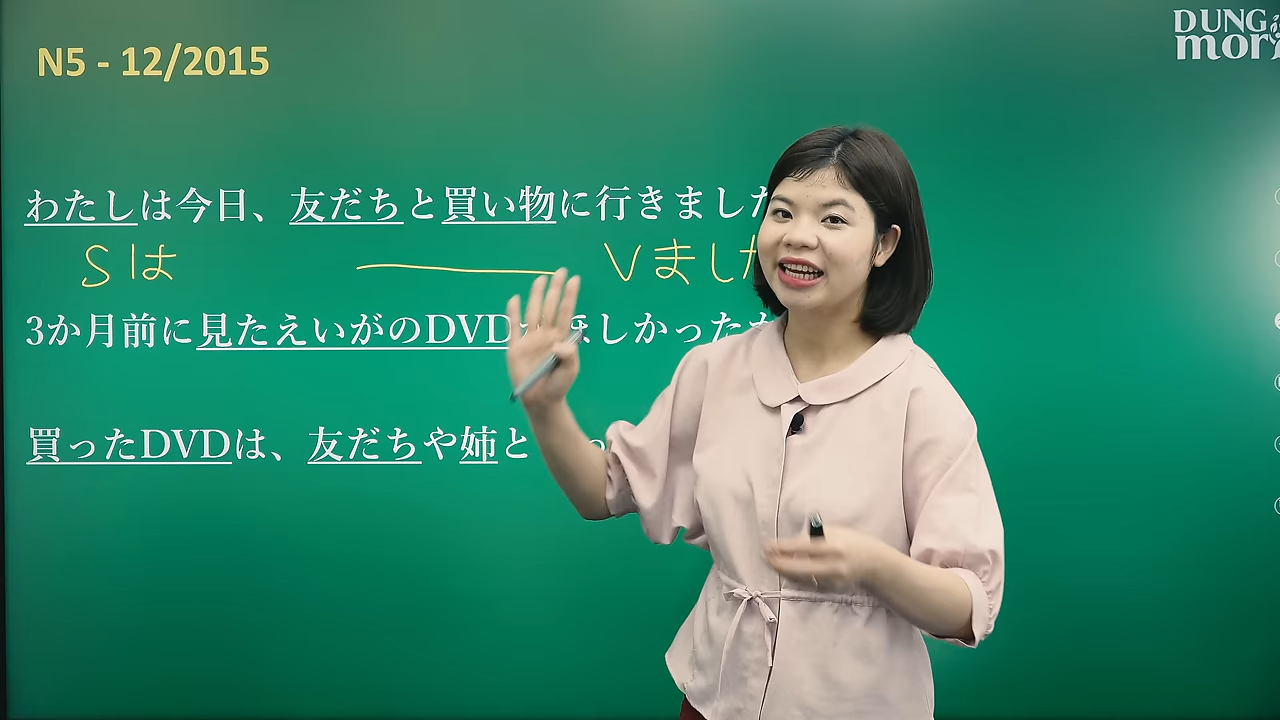 N5 - 12/2015
DUNG
mori
わたしは今日、友だちと買い物に行きました
Sは Vました
3か月前に見たえいがのDVDがほしかったか
買ったDVDは、友だちや姉と